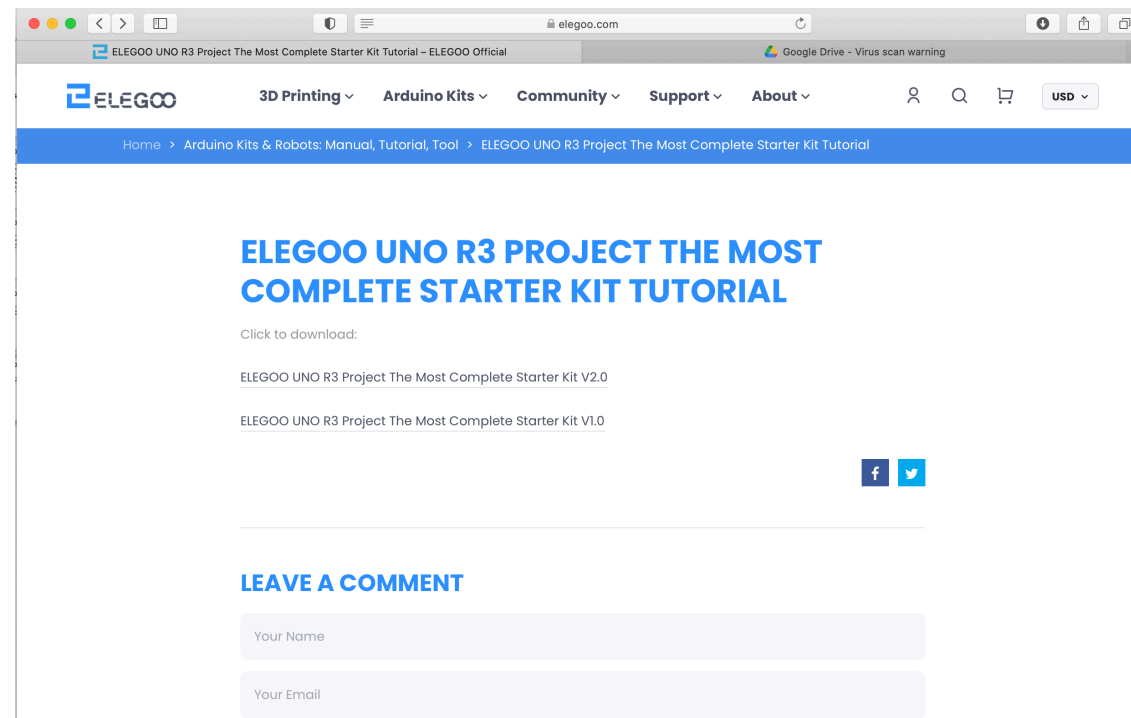 elegoo.com
ELEGOO UNO R3 Project The Most Complete Starter Kit Tutorial – ELEGOO Official
Google Drive - Virus scan warning
ELEGOO
3D Printing
Arduino Kits
Community
Support
About
USD
Home > Arduino Kits & Robots: Manual, Tutorial, Tool > ELEGOO UNO R3 Project The Most Complete Starter Kit Tutorial
ELEGOO UNO R3 PROJECT THE MOST
COMPLETE STARTER KIT TUTORIAL
Click to download:
ELEGOO UNO R3 Project The Most Complete Starter Kit V2.0
ELEGOO UNO R3 Project The Most Complete Starter Kit V1.0
LEAVE A COMMENT
Your Name
Your Email